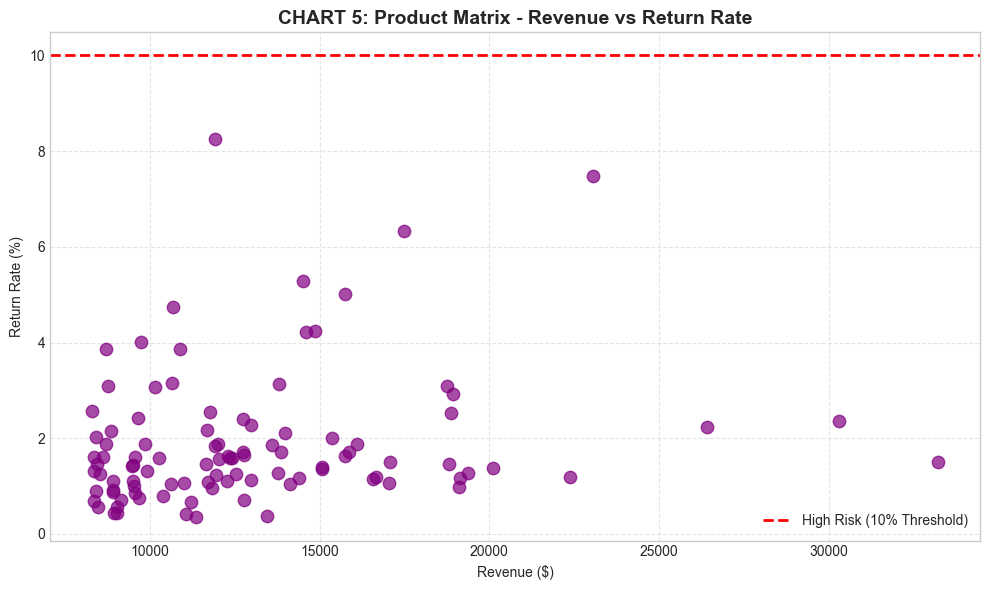 CHART 5: Product Matrix - Revenue vs Return Rate
Return Rate (%)
10
8
6
4
2
0
10000 15000 20000 25000 30000
Revenue ($)
High Risk (10% Threshold)